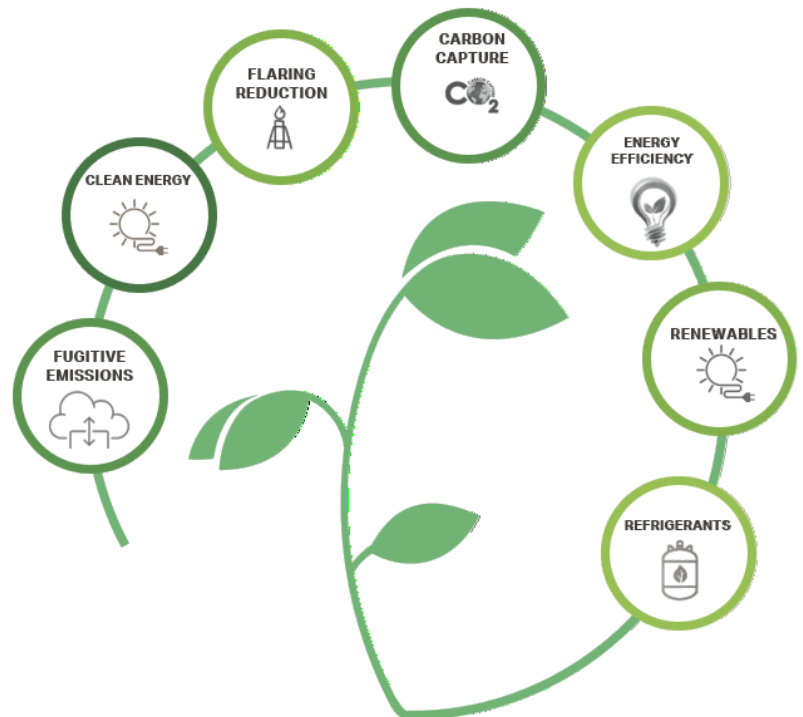 CARBON
CAPTURE
CO2
FLARING
REDUCTION
ENERGY
EFFICIENCY
CLEAN ENERGY
RENEWABLES
FUGITIVE
EMISSIONS
REFRIGERANTS